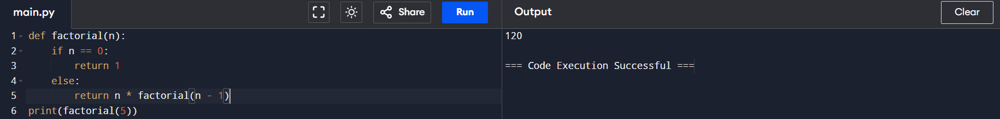 main.py
Share
Run
Output
Clear
1 def factorial(n):
2     if n == 0:
3         return 1
4     else:
5         return n * factorial(n - 1)
6 print(factorial(5))
120
=== Code Execution Successful ===